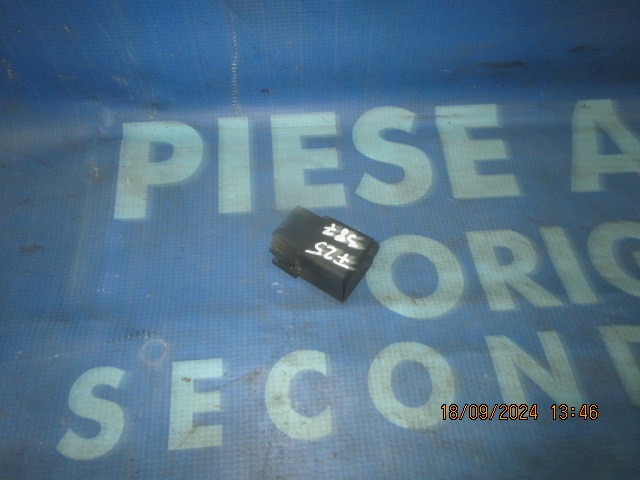 PIESE A
ORIG
SECOND
F25
387
18/09/2024 13:46